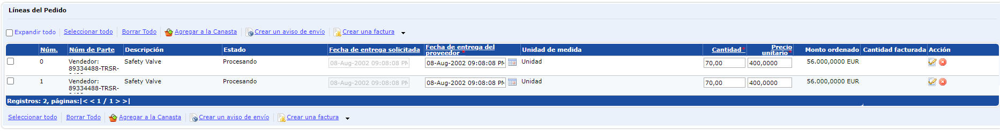 Líneas del Pedido
Expandir todo Seleccionar todo Borrar Todo Agregar a la Canasta Crear un aviso de envío Crear una factura
Núm. Núm de Parte Descripción Estado Fecha de entrega solicitada Fecha de entrega del proveedor * Unidad de medida Cantidad * Precio unitario * Monto ordenado Cantidad facturada Acción
0 Vendedor: Safety Valve Procesando 08-Aug-2002 09:08:08 PM 08-Aug-2002 09:08:08 PM Unidad 70,00 400,0000 56.000,0000 EUR
89334488-TRSR-
1 Vendedor: Safety Valve Procesando 08-Aug-2002 09:08:08 PM 08-Aug-2002 09:08:08 PM Unidad 70,00 400,0000 56.000,0000 EUR
89334488-TRSR-
Registros: 2, páginas:|< < 1 / 1 > >|
Seleccionar todo Borrar Todo Agregar a la Canasta Crear un aviso de envío Crear una factura